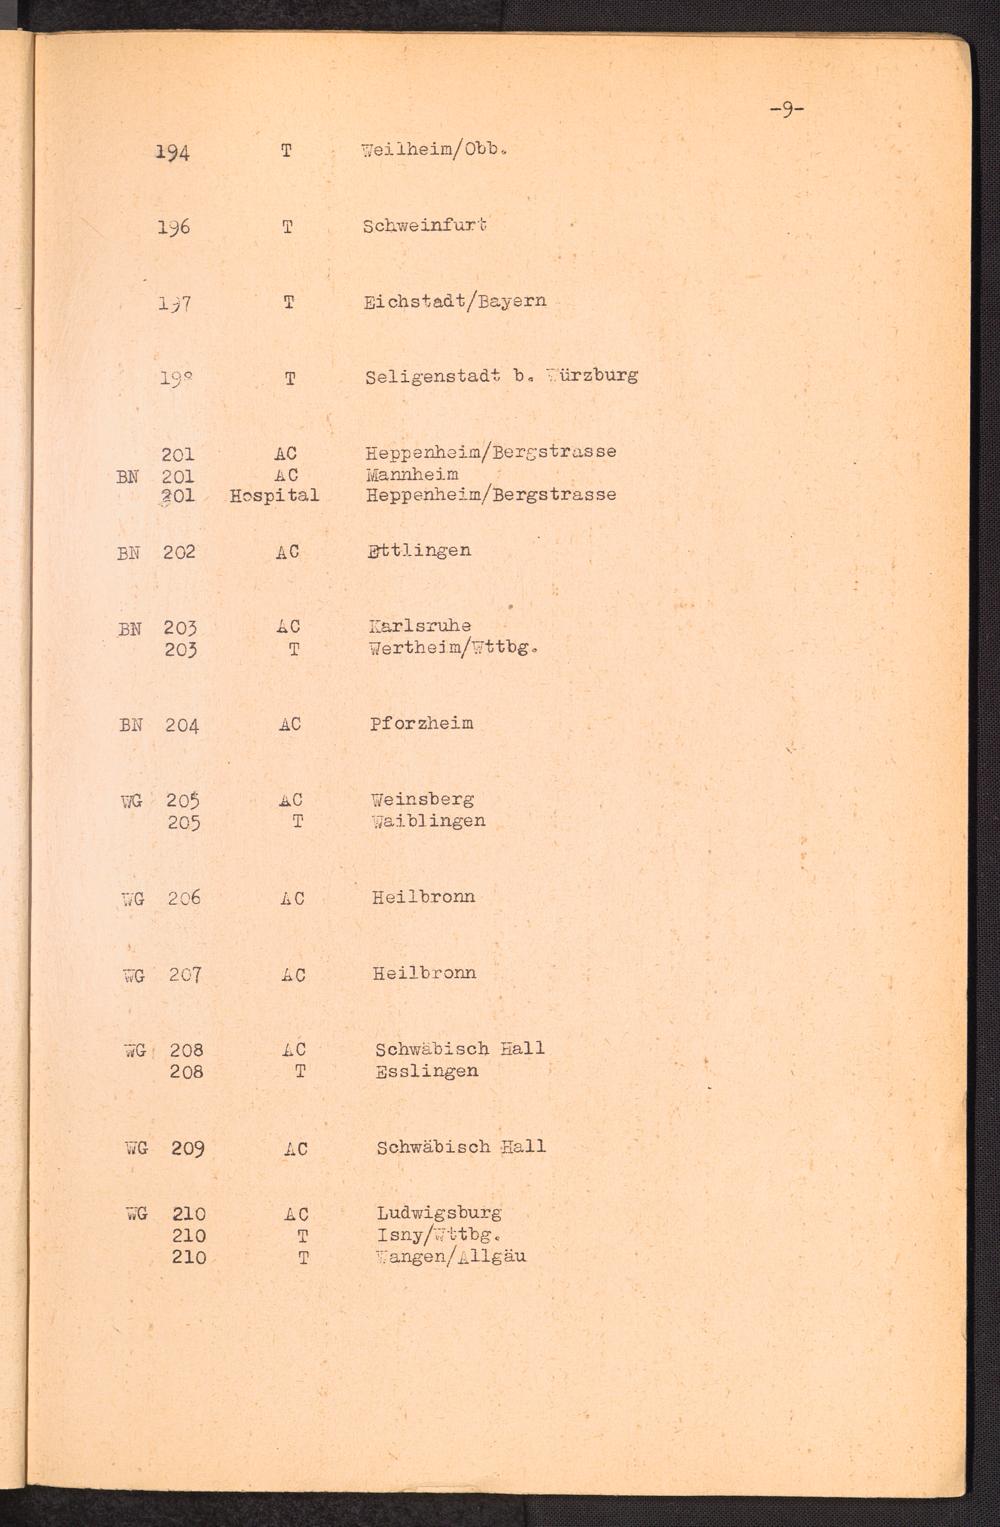 -9-
194 T Weilheim/Obb.
196 T Schweinfurt
197 T Eichstadt/Bayern
198 T Seligenstadt b. Würzburg
201 AC Heppenheim/Bergstrasse
BN 201 AC Mannheim
201 Hospital Heppenheim/Bergstrasse
BN 202 AC Ettlingen
BN 203 AC Karlsruhe
203 T Wertheim/Wttbg.
BN 204 AC Pforzheim
WG 205 AC Weinsberg
205 T Waiblingen
WG 206 AC Heilbronn
WG 207 AC Heilbronn
WG 208 AC Schwäbisch Hall
208 T Esslingen
WG 209 AC Schwäbisch Hall
WG 210 AC Ludwigsburg
210 T Isny/Wttbg.
210 T Wangen/Allgäu